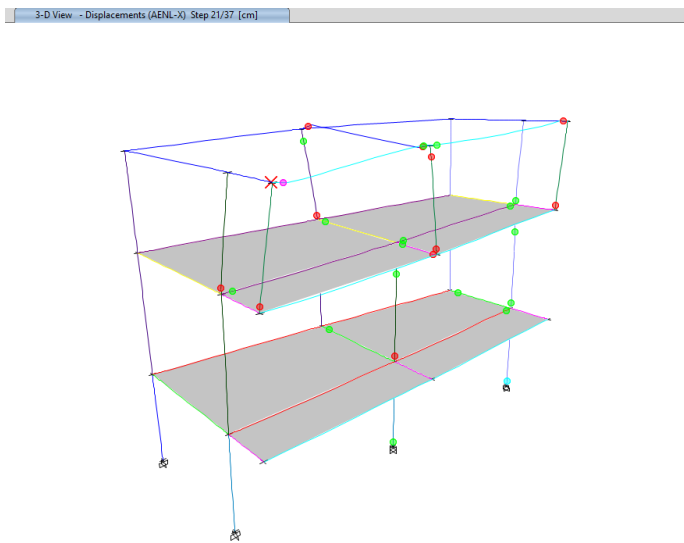 3-D View - Displacements (AENL-X) Step 21/37 [cm]